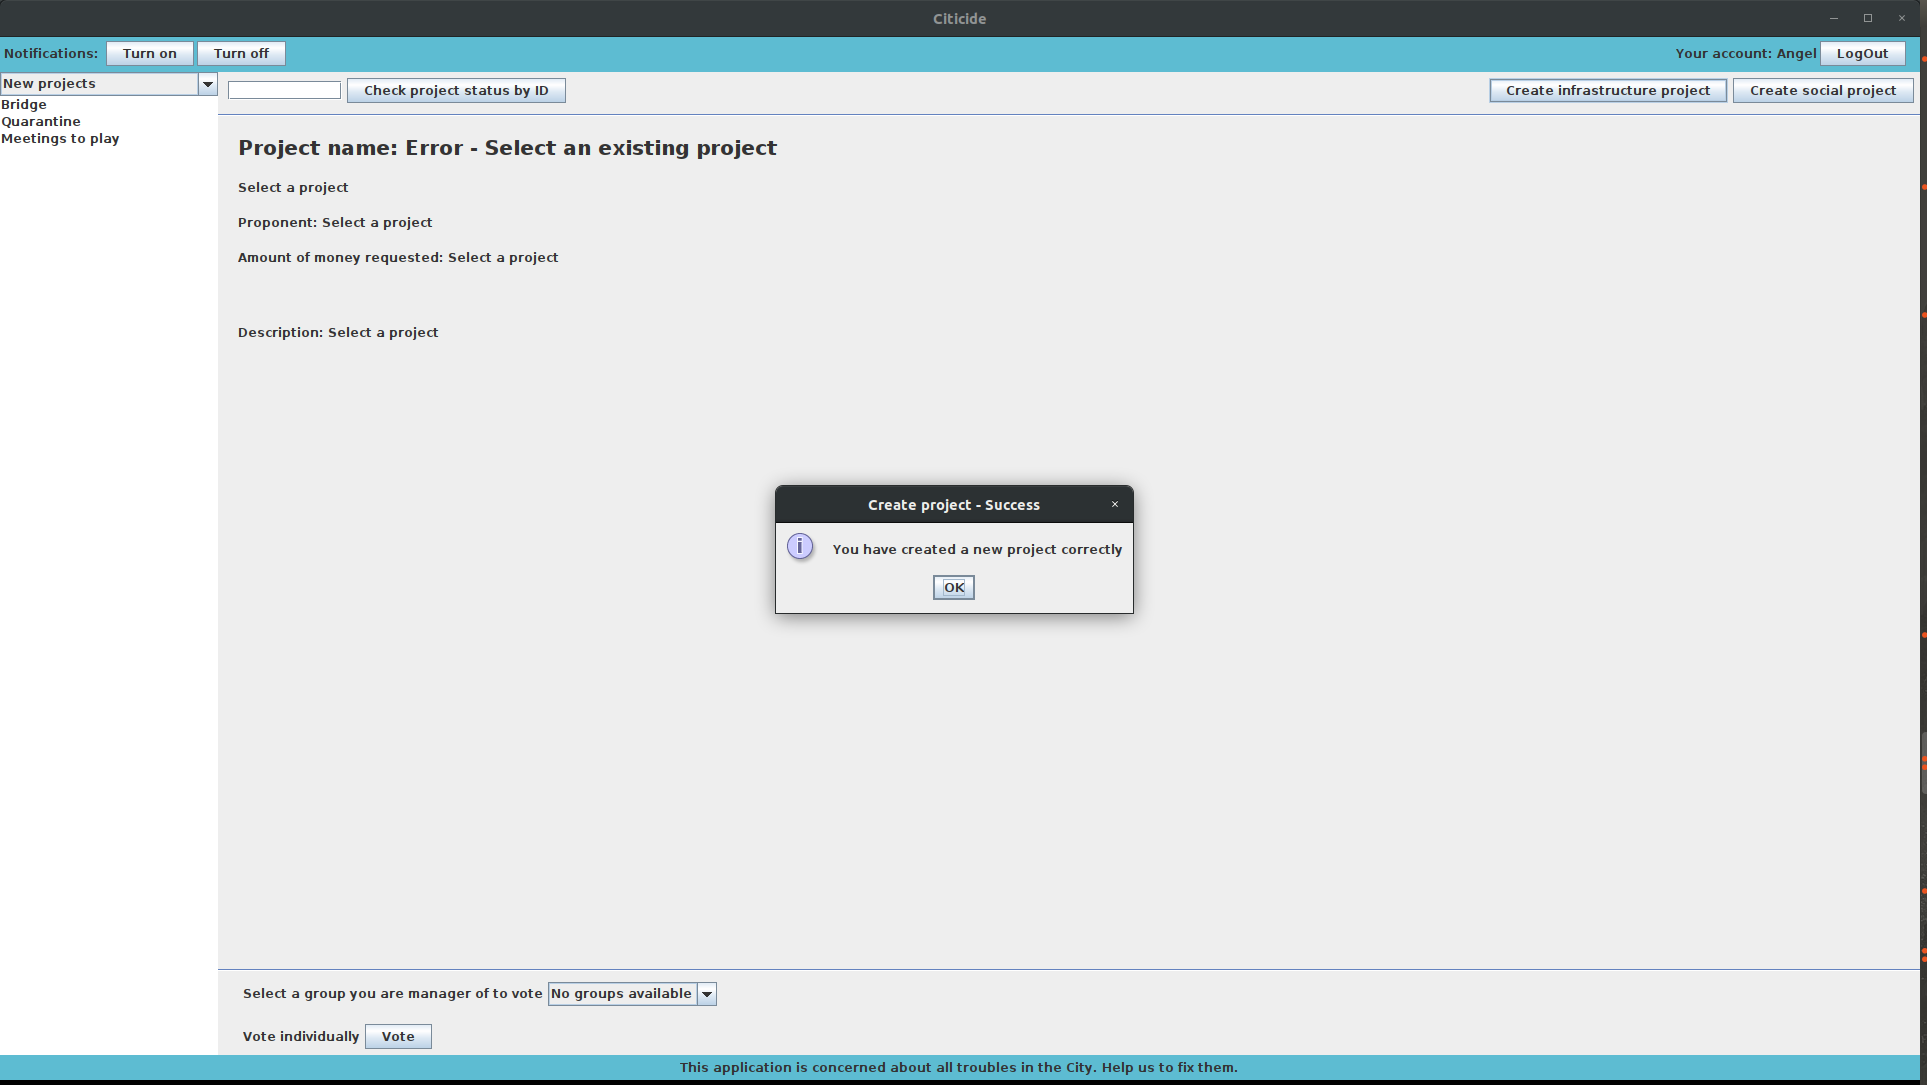 Citicide
Notifications: Turn on Turn off
Your account: Angel LogOut
New projects
Bridge
Quarantine
Meetings to play
Check project status by ID
Create infrastructure project Create social project
Project name: Error - Select an existing project
Select a project
Proponent: Select a project
Amount of money requested: Select a project
Description: Select a project
Create project - Success
You have created a new project correctly
OK
Select a group you are manager of to vote No groups available
Vote individually Vote
This application is concerned about all troubles in the City. Help us to fix them.